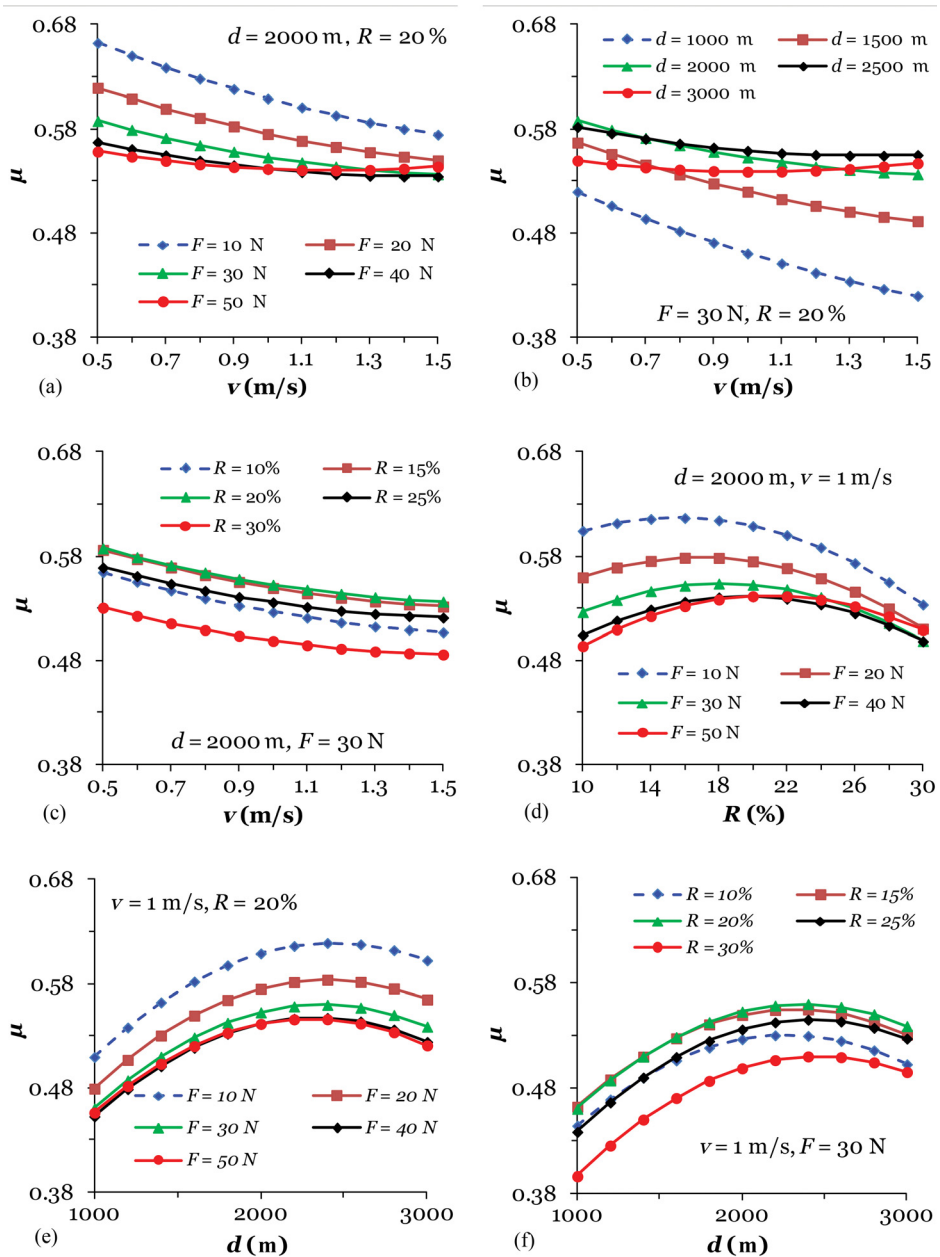 d = 2000 m, R = 20 %
F = 10 N
F = 20 N
F = 30 N
F = 40 N
F = 50 N
μ
0.68
0.58
0.48
0.38
0.5 0.7 0.9 1.1 1.3 1.5
(a)
v (m/s)
d = 1000 m
d = 1500 m
d = 2000 m
d = 2500 m
d = 3000 m
F = 30 N, R = 20 %
μ
0.68
0.58
0.48
0.38
0.5 0.7 0.9 1.1 1.3 1.5
(b)
v (m/s)
R = 10%
R = 15%
R = 20%
R = 25%
R = 30%
d = 2000 m, F = 30 N
μ
0.68
0.58
0.48
0.38
0.5 0.7 0.9 1.1 1.3 1.5
(c)
v (m/s)
d = 2000 m, v = 1 m/s
F = 10 N
F = 20 N
F = 30 N
F = 40 N
F = 50 N
μ
0.68
0.58
0.48
0.38
10 14 18 22 26 30
(d)
R (%)
v = 1 m/s, R = 20%
F = 10 N
F = 20 N
F = 30 N
F = 40 N
F = 50 N
μ
0.68
0.58
0.48
0.38
1000 2000 3000
(e)
d (m)
R = 10%
R = 15%
R = 20%
R = 25%
R = 30%
v = 1 m/s, F = 30 N
μ
0.68
0.58
0.48
0.38
1000 2000 3000
(f)
d (m)